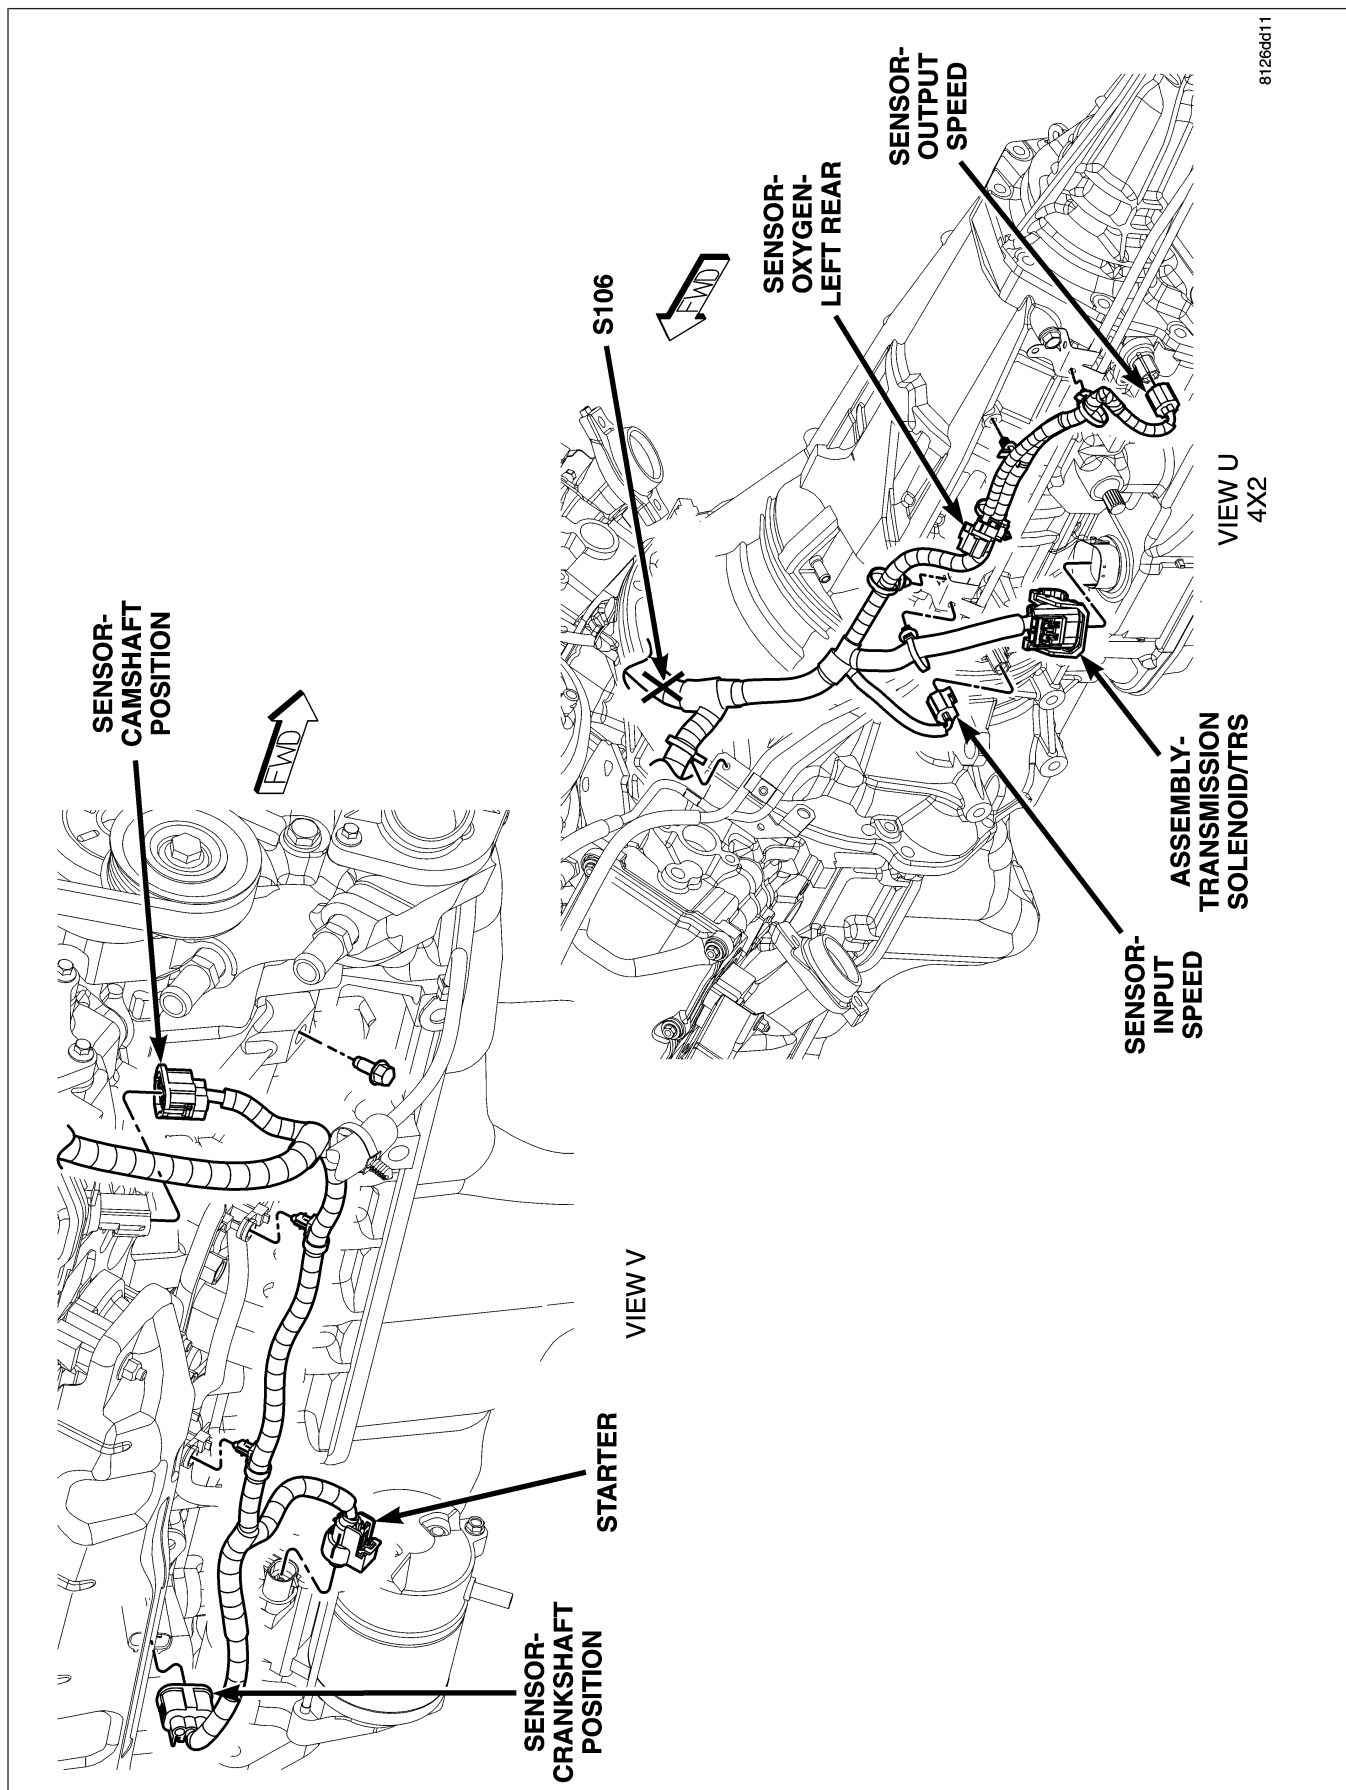 SENSOR-
CAMSHAFT
POSITION
FWD
STARTER
SENSOR-
CRANKSHAFT
POSITION
VIEW V
S106
FWD
SENSOR-
OXYGEN-
LEFT REAR
SENSOR-
OUTPUT
SPEED
SENSOR-
INPUT
SPEED
ASSEMBLY-
TRANSMISSION
SOLENOID/TRS
VIEW U
4X2
8126dd11